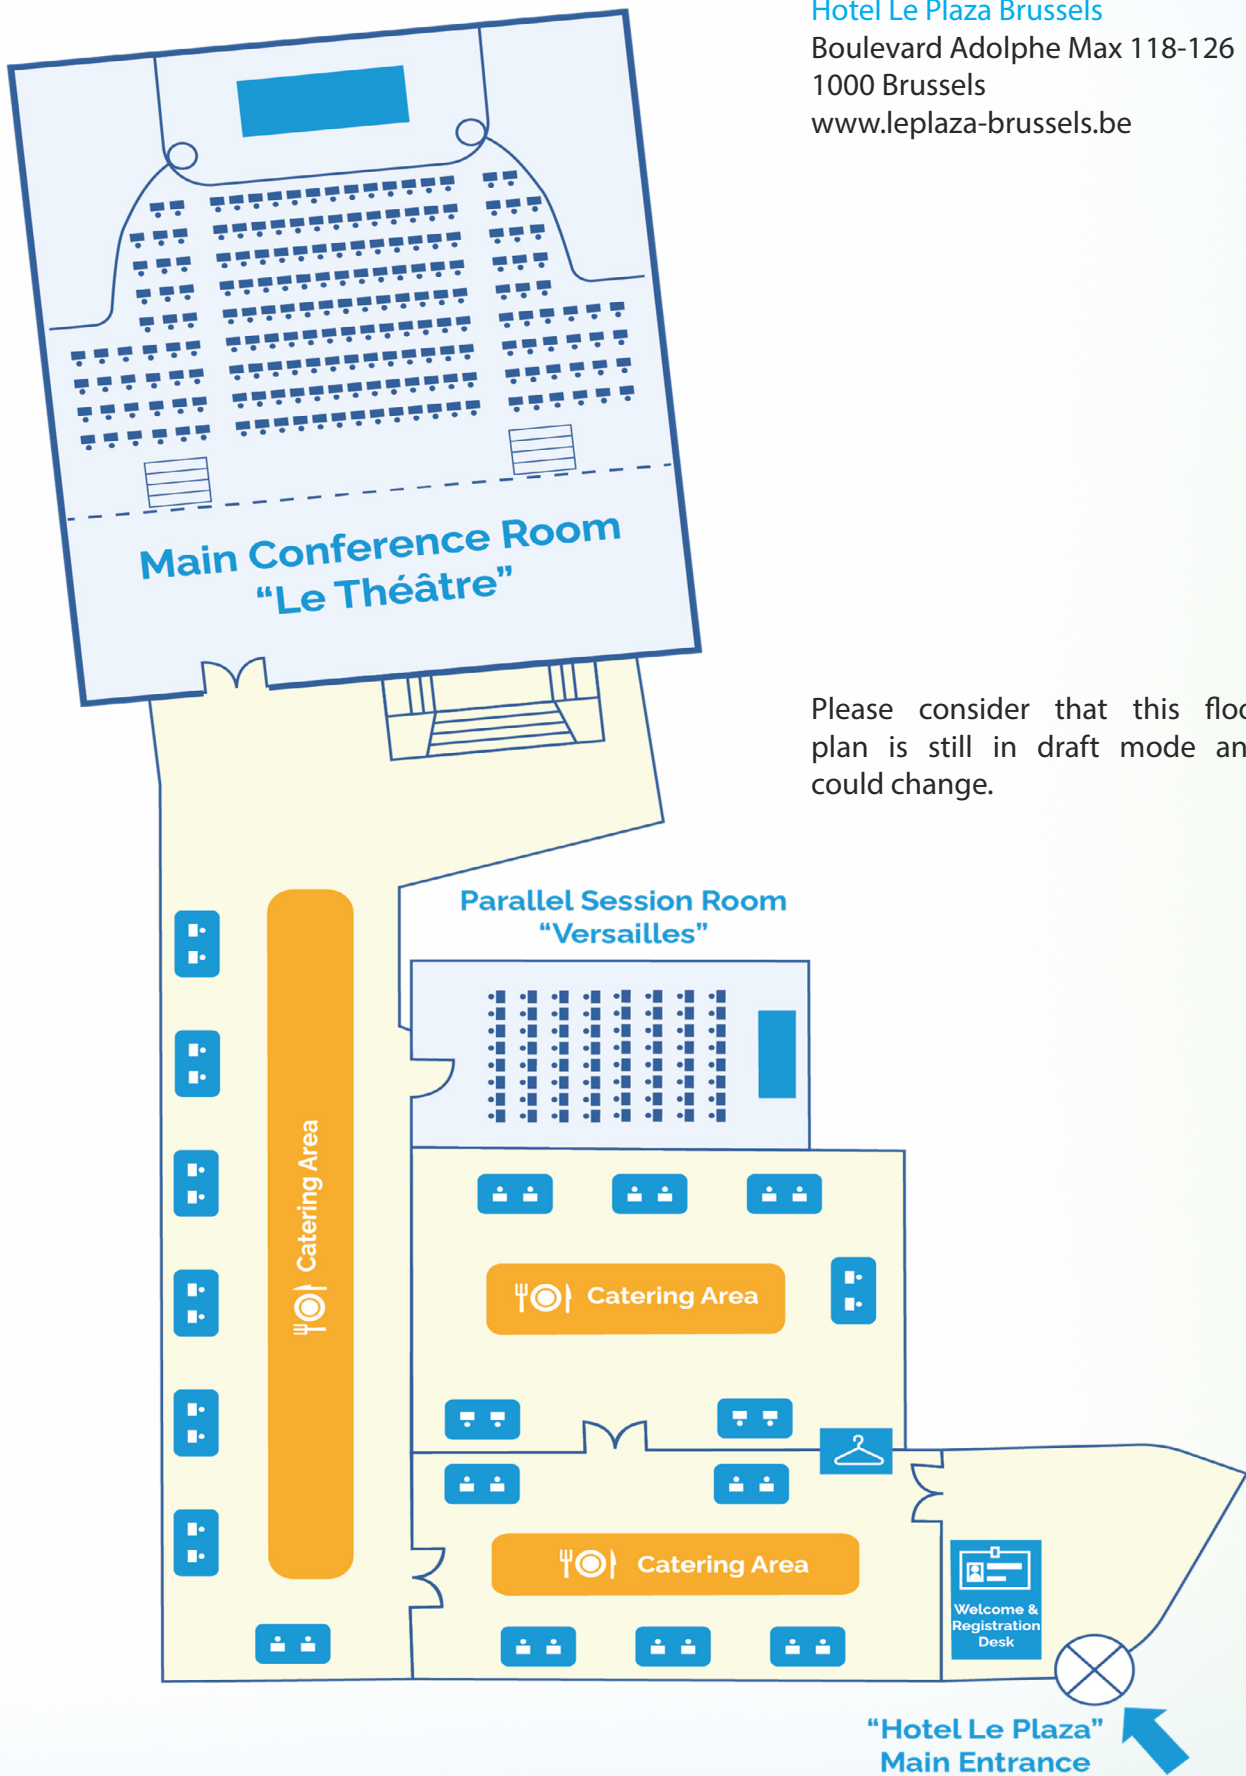 Hotel Le Plaza Brussels
Boulevard Adolphe Max 118-126
1000 Brussels
www.leplaza-brussels.be
Main Conference Room
“Le Théâtre”
Please consider that this
plan is still in draft mode
could change.
Parallel Session Room
“Versailles”
Catering Area
Catering Area
Catering Area
Welcome &
Registration
Desk
“Hotel Le Plaza”
Main Entrance